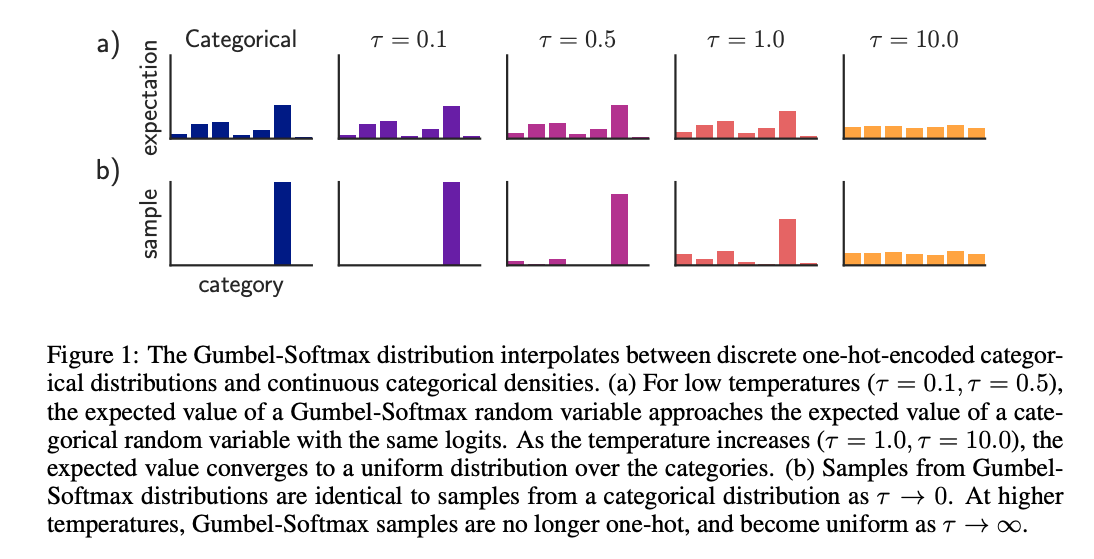 a)
Categorical
τ = 0.1
τ = 0.5
τ = 1.0
τ = 10.0
expectation
b)
sample
category
Figure 1: The Gumbel-Softmax distribution interpolates between discrete one-hot-encoded categor-
ical distributions and continuous categorical densities. (a) For low temperatures (τ = 0.1, τ = 0.5),
the expected value of a Gumbel-Softmax random variable approaches the expected value of a cate-
gorical random variable with the same logits. As the temperature increases (τ = 1.0, τ = 10.0), the
expected value converges to a uniform distribution over the categories. (b) Samples from Gumbel-
Softmax distributions are identical to samples from a categorical distribution as τ → 0. At higher
temperatures, Gumbel-Softmax samples are no longer one-hot, and become uniform as τ → ∞.